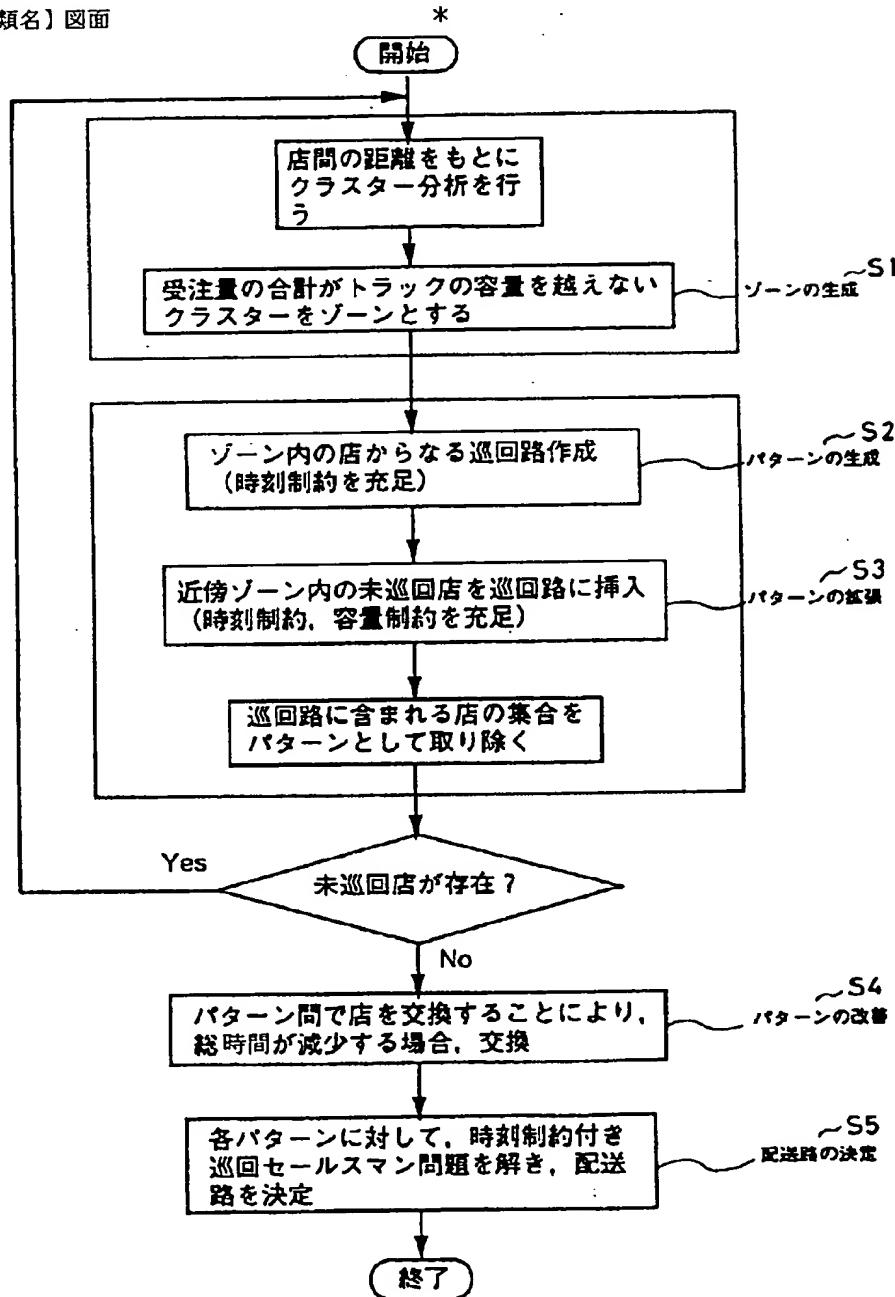 類名】図面
*
開始
店間の距離をもとに
クラスター分析を行
う
受注量の合計がトラックの容量を越えない
クラスターをゾーンとする
S1
ゾーンの生成
ゾーン内の店からなる巡回路作成
(時刻制約を充足)
S2
パターンの生成
近傍ゾーン内の未巡回店を巡回路に挿入
(時刻制約,容量制約を充足)
S3
パターンの拡張
巡回路に含まれる店の集合を
パターンとして取り除く
Yes
未巡回店が存在?
No
パターン間で店を交換することにより,
総時間が減少する場合,交換
S4
パターンの改善
各パターンに対して,時刻制約付き
巡回セールスマン問題を解き,配送
路を決定
S5
配送路の決定
終了